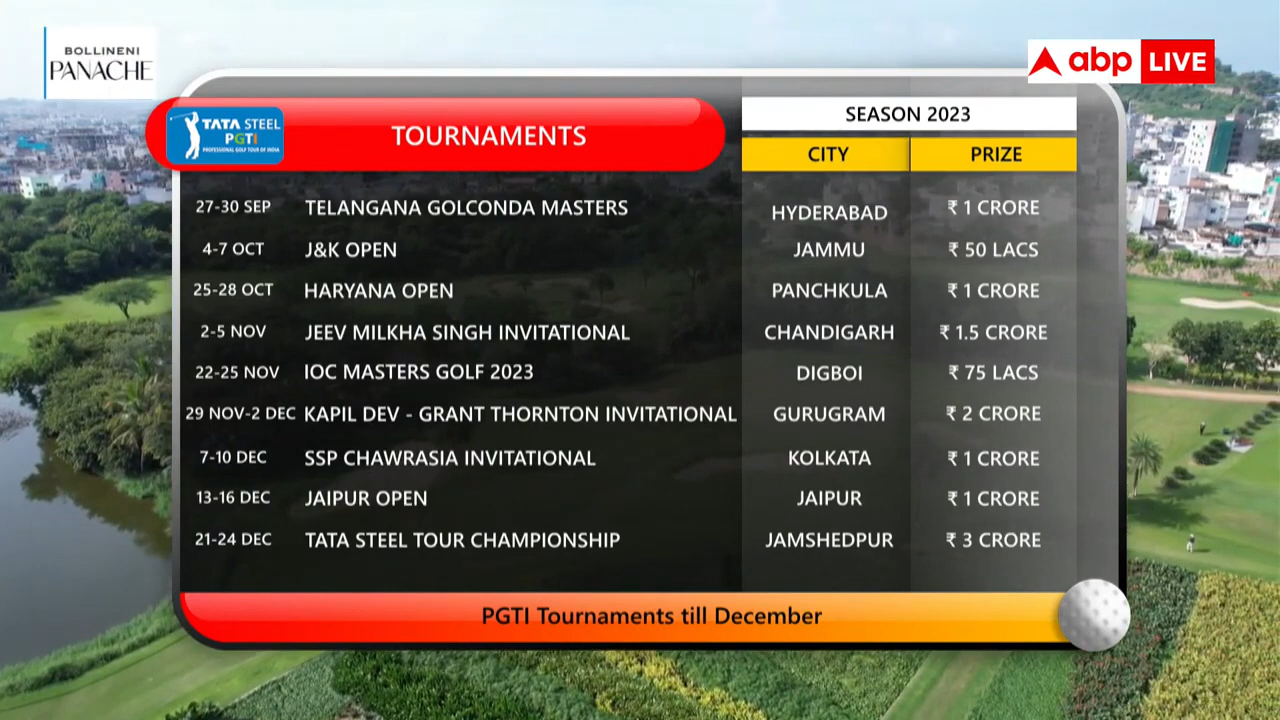 BOLLINENI
PANACHE
abp LIVE
TATA STEEL
PGTI
PROFESSIONAL GOLF TOUR OF INDIA
TOURNAMENTS
SEASON 2023
CITY PRIZE
27-30 SEP TELANGANA GOLCONDA MASTERS HYDERABAD ₹ 1 CRORE
4-7 OCT J&K OPEN JAMMU ₹ 50 LACS
25-28 OCT HARYANA OPEN PANCHKULA ₹ 1 CRORE
2-5 NOV JEEV MILKHA SINGH INVITATIONAL CHANDIGARH ₹ 1.5 CRORE
22-25 NOV IOC MASTERS GOLF 2023 DIGBOI ₹ 75 LACS
29 NOV-2 DEC KAPIL DEV - GRANT THORNTON INVITATIONAL GURUGRAM ₹ 2 CRORE
7-10 DEC SSP CHAWRASIA INVITATIONAL KOLKATA ₹ 1 CRORE
13-16 DEC JAIPUR OPEN JAIPUR ₹ 1 CRORE
21-24 DEC TATA STEEL TOUR CHAMPIONSHIP JAMSHEDPUR ₹ 3 CRORE
PGTI Tournaments till December